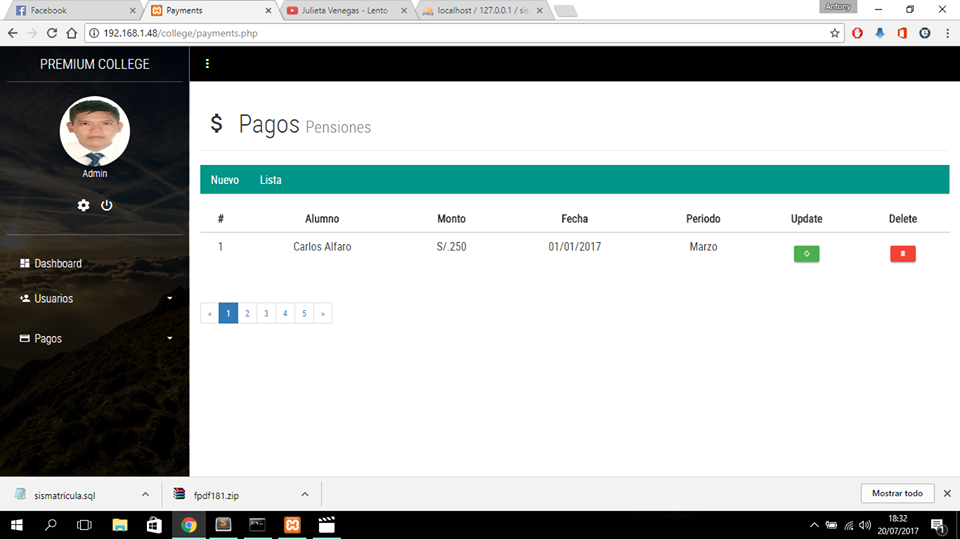 Facebook
Payments
Julieta Venegas - Lento -
localhost / 127.0.0.1 / sis
Antony
192.168.1.48/college/payments.php
PREMIUM COLLEGE
Admin
Dashboard
Usuarios
Pagos
$ Pagos Pensiones
Nuevo Lista
# Alumno Monto Fecha Periodo Update Delete
1 Carlos Alfaro S/.250 01/01/2017 Marzo
« 1 2 3 4 5 »
sismatricula.sql
fpdf181.zip
Mostrar todo
18:32
20/07/2017
1